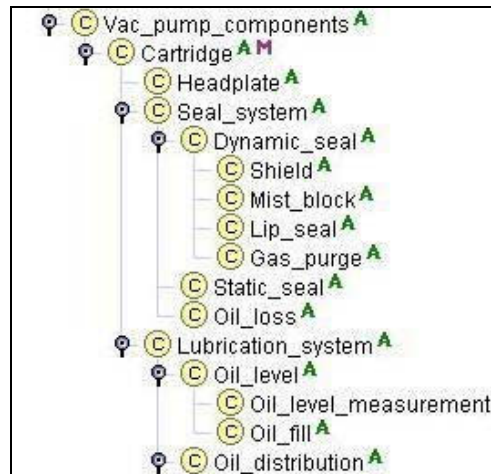 C Vac_pump_components A
C Cartridge A M
C Headplate A
C Seal_system A
C Dynamic_seal A
C Shield A
C Mist_block A
C Lip_seal A
C Gas_purge A
C Static_seal A
C Oil_loss A
C Lubrication_system A
C Oil_level A
C Oil_level_measurement
C Oil_fill A
C Oil_distribution A